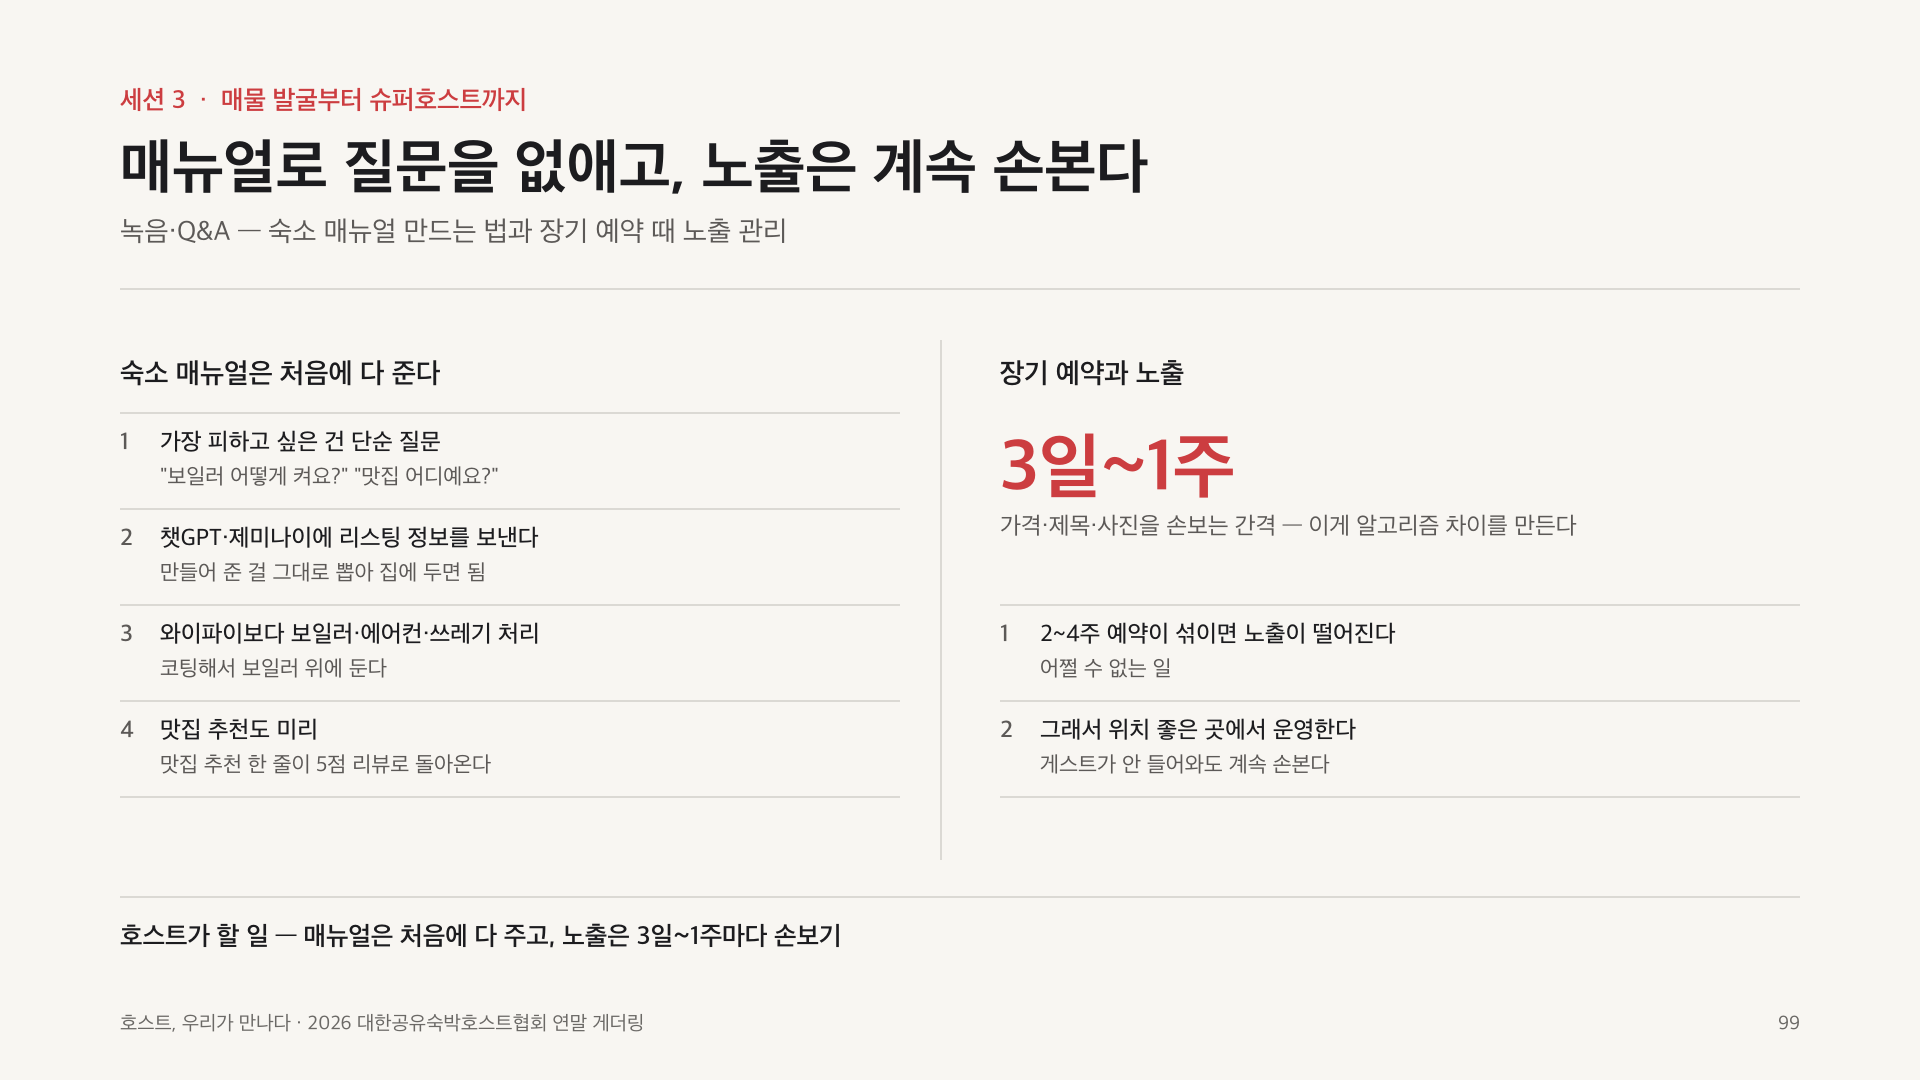 세션 3 · 매물 발굴부터 슈퍼호스트까지
매뉴얼로 질문을 없애고, 노출은 계속 손본다
녹음·Q&A — 숙소 매뉴얼 만드는 법과 장기 예약 때 노출 관리
숙소 매뉴얼은 처음에 다 준다
1 가장 피하고 싶은 건 단순 질문
"보일러 어떻게 켜요?" "맛집 어디예요?"
2 챗GPT·제미나이에 리스팅 정보를 보낸다
만들어 준 걸 그대로 뽑아 집에 두면 됨
3 와이파이보다 보일러·에어컨·쓰레기 처리
코팅해서 보일러 위에 둔다
4 맛집 추천도 미리
맛집 추천 한 줄이 5점 리뷰로 돌아온다
장기 예약과 노출
3일~1주
가격·제목·사진을 손보는 간격 — 이게 알고리즘 차이를 만든다
1 2~4주 예약이 섞이면 노출이 떨어진다
어쩔 수 없는 일
2 그래서 위치 좋은 곳에서 운영한다
게스트가 안 들어와도 계속 손본다
호스트가 할 일 — 매뉴얼은 처음에 다 주고, 노출은 3일~1주마다 손보기
호스트, 우리가 만나다 · 2026 대한공유숙박호스트협회 연말 게더링
99